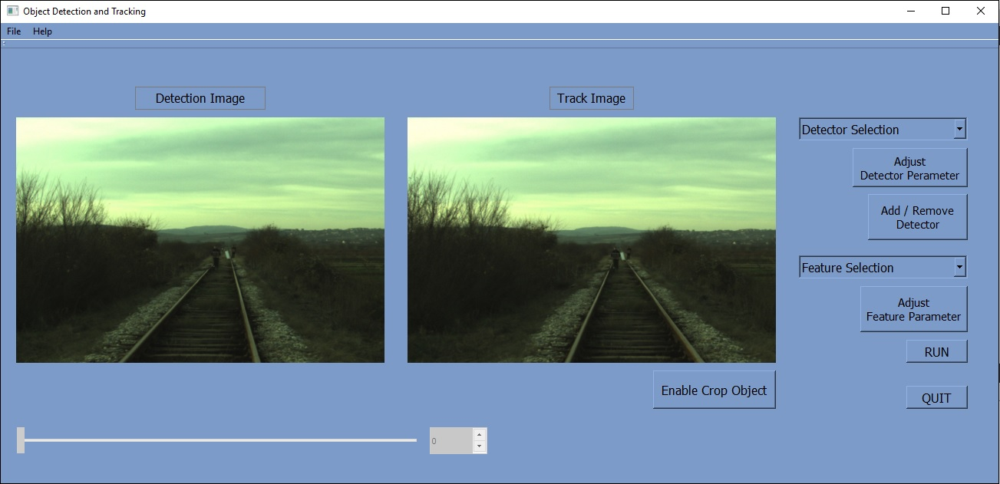 Object Detection and Tracking
File Help
Detection Image
Track Image
Detector Selection
Adjust
Detector Perameter
Add / Remove
Detector
Feature Selection
Adjust
Feature Parameter
RUN
Enable Crop Object
QUIT
0